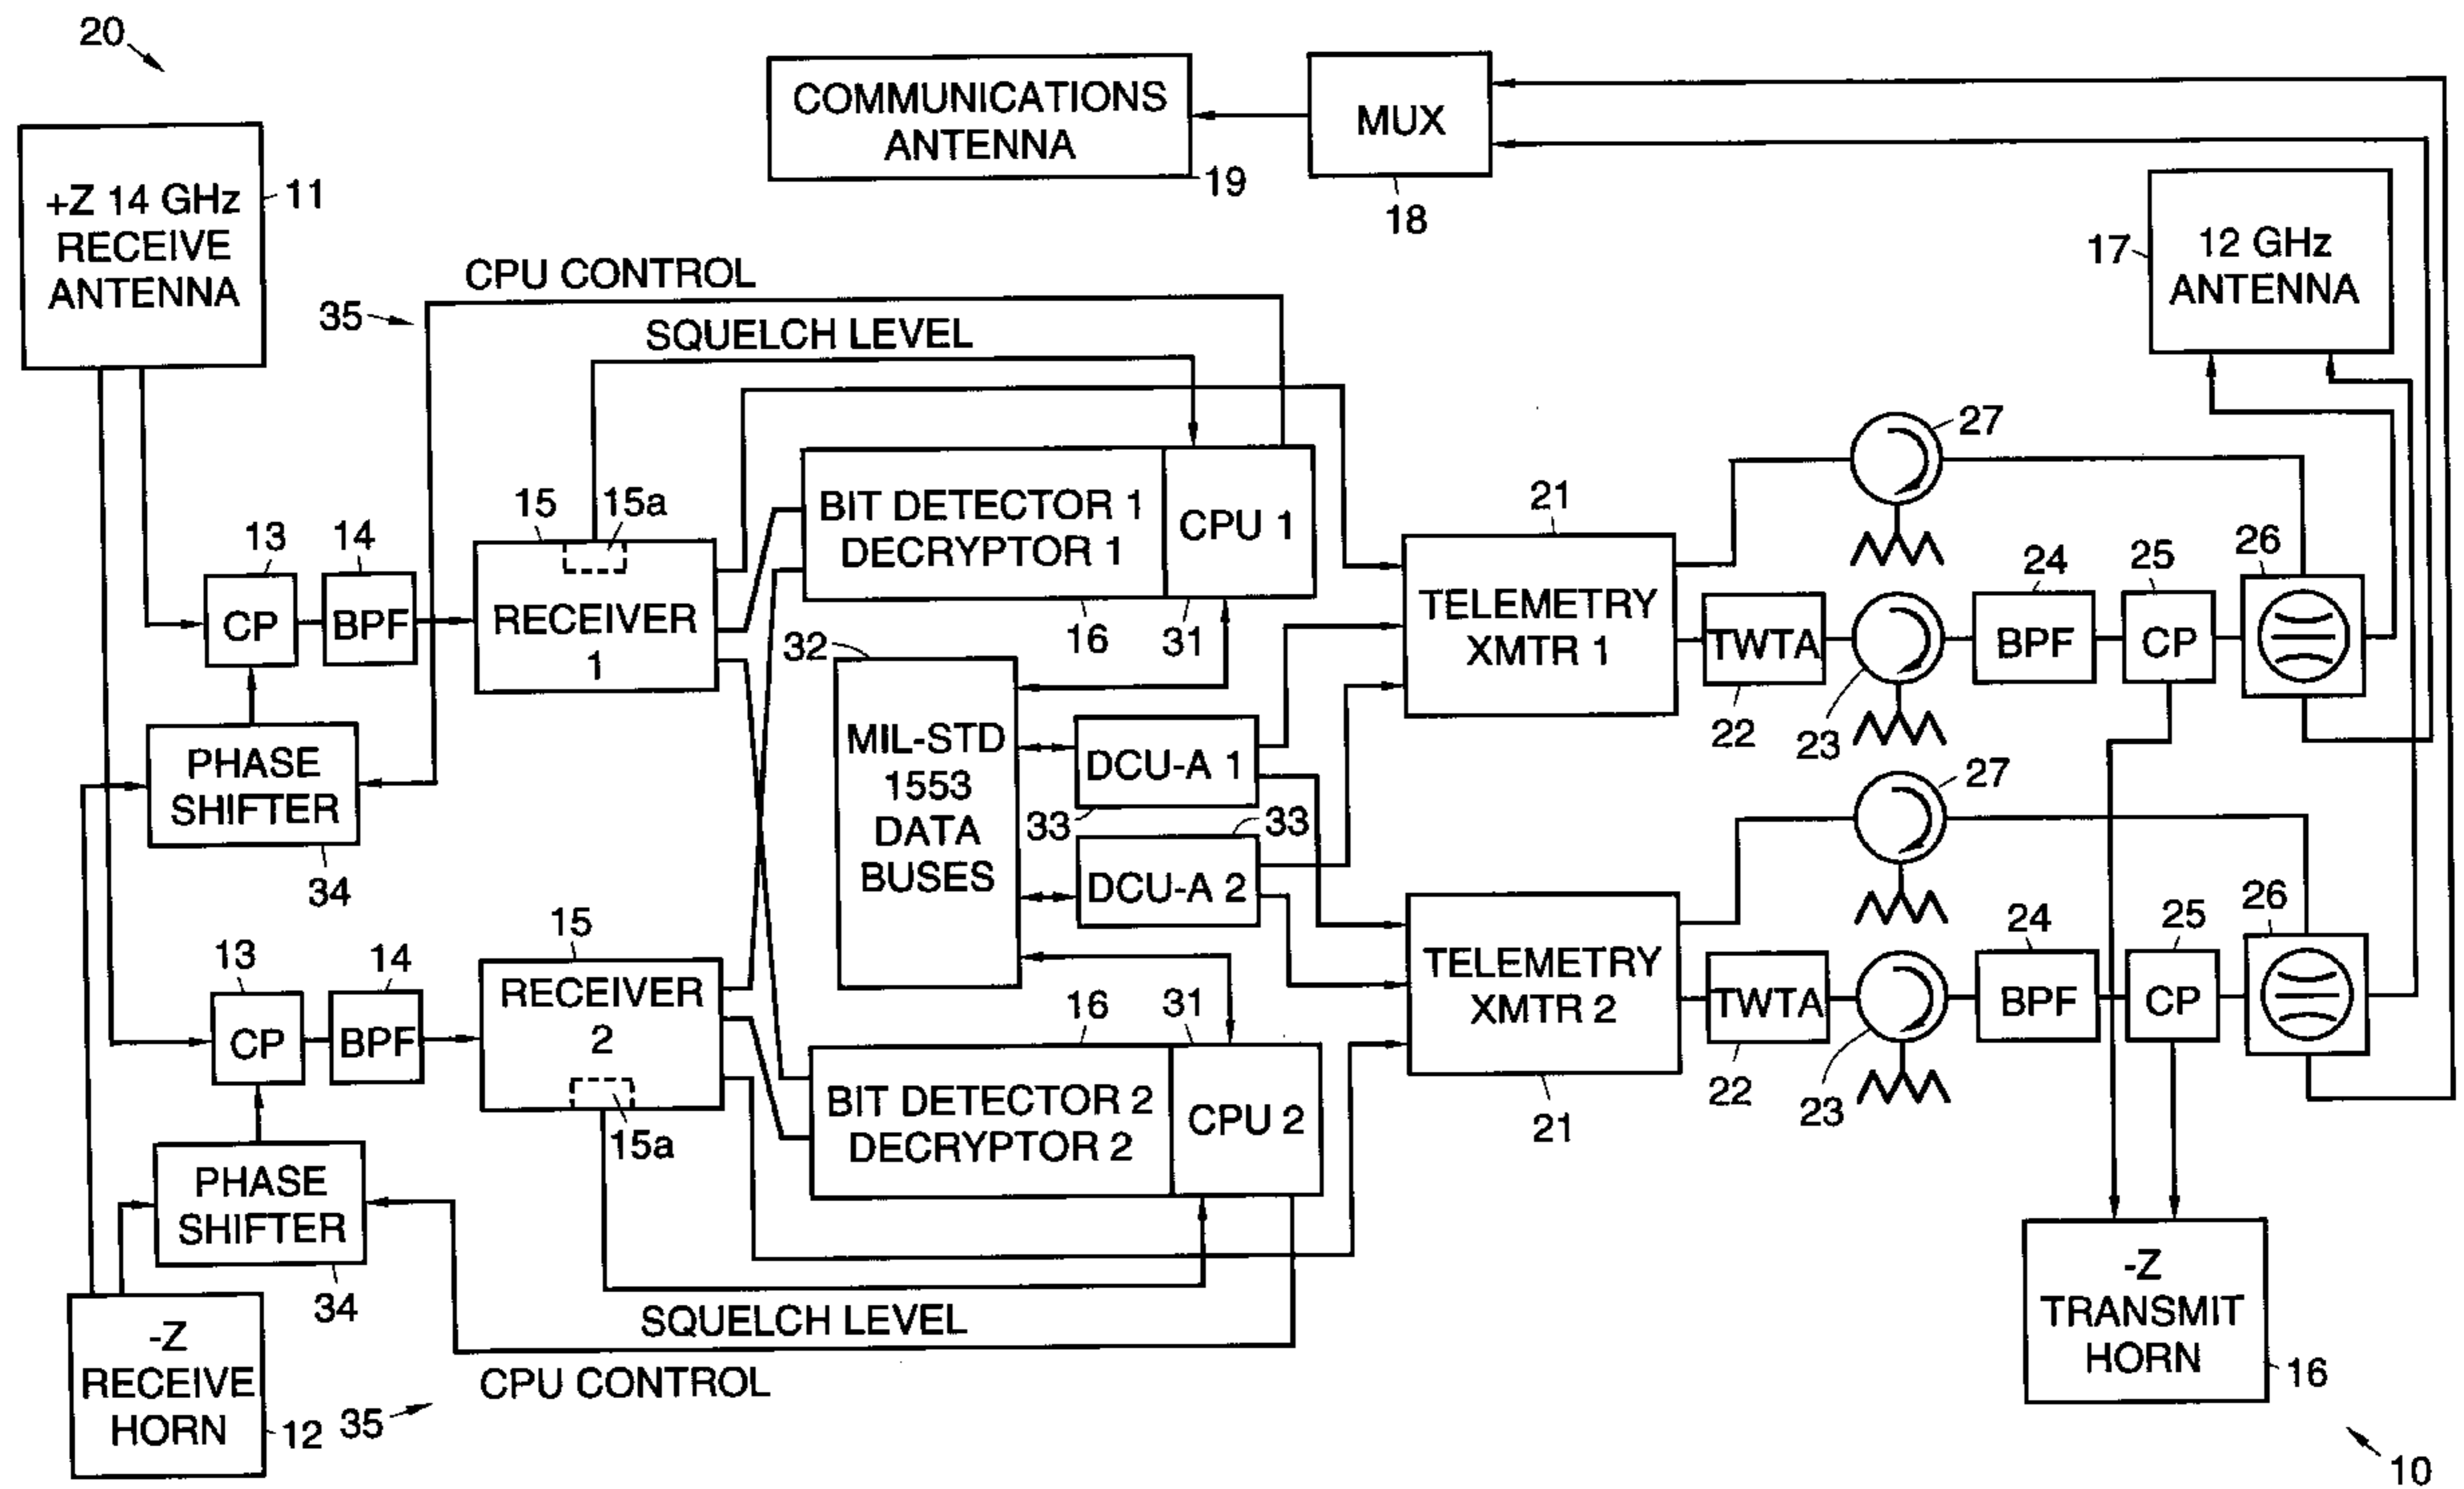 20
COMMUNICATIONS
ANTENNA
19
MUX
18
+Z 14 GHz
RECEIVE
ANTENNA
11
12 GHz
ANTENNA
17
CPU CONTROL
35
SQUELCH LEVEL
13
CP
14
BPF
15
15a
RECEIVER
1
BIT DETECTOR 1
DECRYPTOR 1
16
CPU 1
31
PHASE
SHIFTER
34
32
MIL-STD
1553
DATA
BUSES
DCU-A 1
33
33
DCU-A 2
21
TELEMETRY
XMTR 1
27
TWTA
22
23
24
BPF
25
CP
26
13
CP
14
BPF
15
RECEIVER
2
15a
16
31
BIT DETECTOR 2
DECRYPTOR 2
CPU 2
TELEMETRY
XMTR 2
21
27
TWTA
22
23
24
BPF
25
CP
26
PHASE
SHIFTER
34
-Z
RECEIVE
HORN
12
SQUELCH LEVEL
CPU CONTROL
35
-Z
TRANSMIT
HORN
16
10